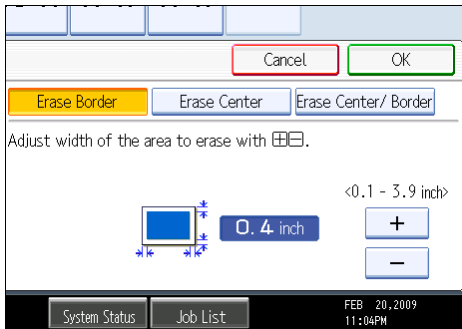 Cancel
OK
Erase Border
Erase Center
Erase Center/ Border
Adjust width of the area to erase with ⊞⊟.
<0.1 - 3.9 inch>
0.4 inch
+
−
System Status
Job List
FEB 20,2009
11:04PM